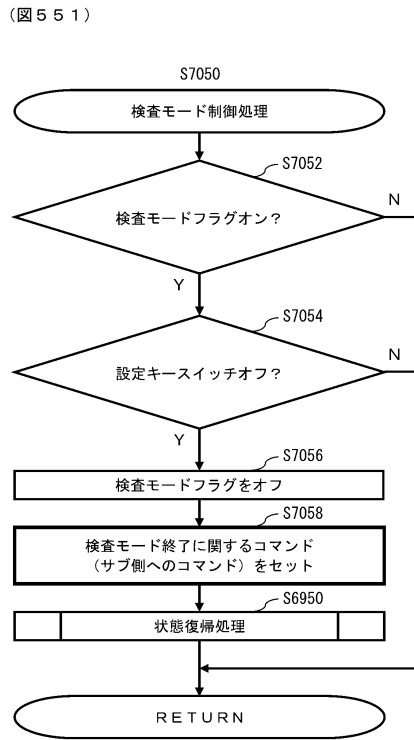 (図551)
S7050
検査モード制御処理
S7052
検査モードフラグオン?
N
Y
S7054
設定キースイッチオフ?
N
Y
S7056
検査モードフラグをオフ
S7058
検査モード終了に関するコマンド
(サブ側へのコマンド)をセット
S6950
状態復帰処理
RETURN